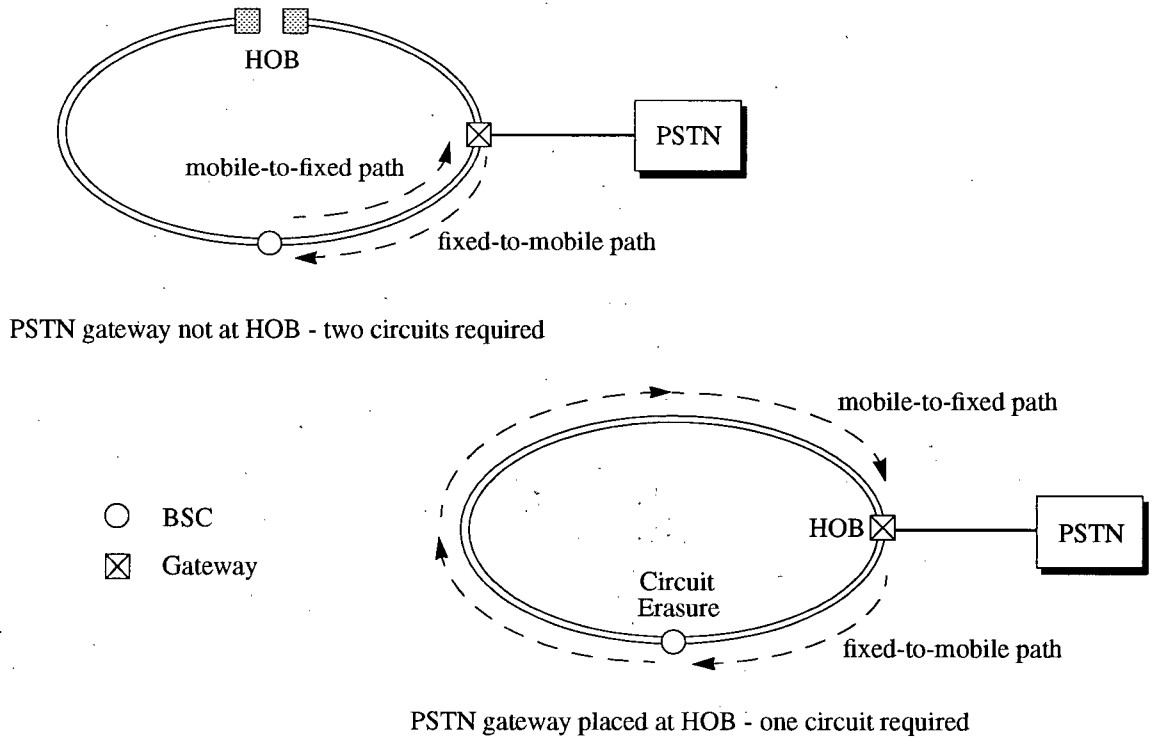 HOB
PSTN
mobile-to-fixed path
fixed-to-mobile path
PSTN gateway not at HOB - two circuits required
mobile-to-fixed path
BSC
Gateway
HOB
PSTN
Circuit
Erasure
fixed-to-mobile path
PSTN gateway placed at HOB - one circuit required